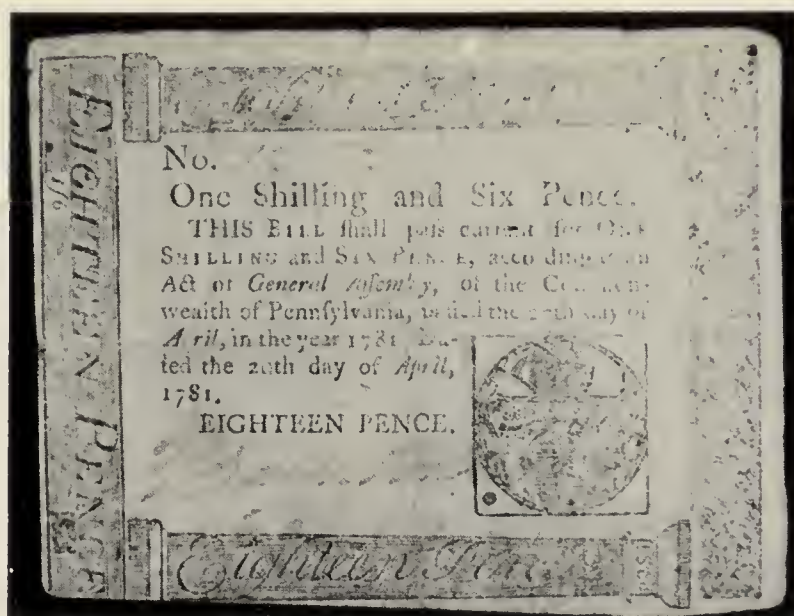 EIGHTEEN PENCE
No.
One Shilling and Six Pence.
THIS BILL ſhall paſs current for ONE
SHILLING and SIX PENCE, according to an
Act of General Aſſembly, of the Common-
wealth of Pennſylvania, paſſed the day of
April, in the year 1781. Da-
ted the 20th day of April,
1781.
EIGHTEEN PENCE.
Eighteen Pence